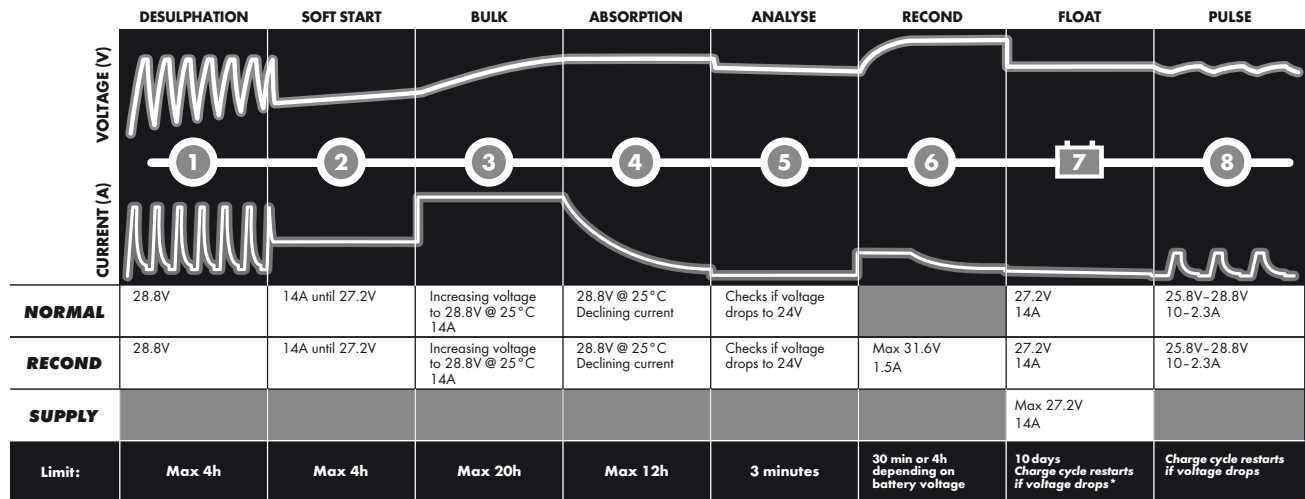 DESULPHATION SOFT START BULK ABSORPTION ANALYSE RECOND FLOAT PULSE
VOLTAGE (V)
1 2 3 4 5 6 7 8
CURRENT (A)
NORMAL
28.8V
14A until 27.2V
Increasing voltage
to 28.8V @ 25°C
14A
28.8V @ 25°C
Declining current
Checks if voltage
drops to 24V
27.2V
14A
25.8V–28.8V
10–2.3A
RECOND
28.8V
14A until 27.2V
Increasing voltage
to 28.8V @ 25°C
14A
28.8V @ 25°C
Declining current
Checks if voltage
drops to 24V
Max 31.6V
1.5A
27.2V
14A
25.8V–28.8V
10–2.3A
SUPPLY
Max 27.2V
14A
Limit:
Max 4h
Max 4h
Max 20h
Max 12h
3 minutes
30 min or 4h
depending on
battery voltage
10 days
Charge cycle restarts
if voltage drops*
Charge cycle restarts
if voltage drops